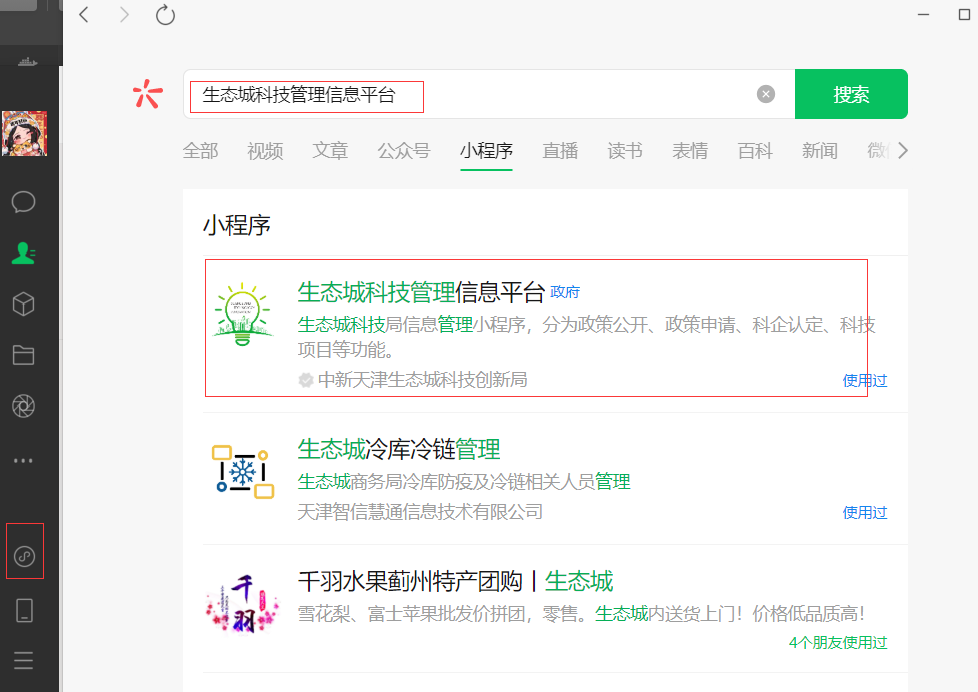 生态城科技管理信息平台
搜索
全部 视频 文章 公众号 小程序 直播 读书 表情 百科 新闻 微
小程序
生态城科技管理信息平台 政府
生态城科技局信息管理小程序，分为政策公开、政策申请、科企认定、科技
项目等功能。
中新天津生态城科技创新局
使用过
生态城冷库冷链管理
生态城商务局冷库防疫及冷链相关人员管理
天津智信慧通信息技术有限公司
使用过
千羽
千羽水果蓟州特产团购丨生态城
雪花梨、富士苹果批发价拼团，零售。生态城内送货上门！价格低品质高！
4个朋友使用过